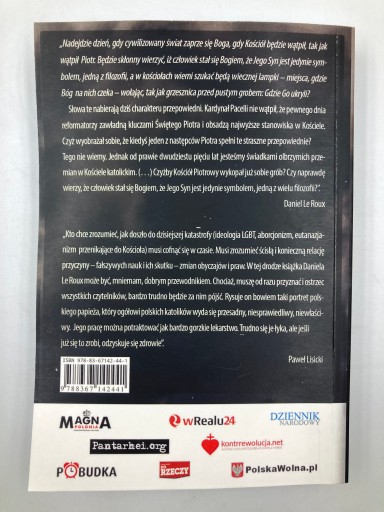 „Nadejdzie dzień, gdy cywilizowany świat zaprze się Boga, gdy Kościół będzie wątpił, tak jak
wątpił Piotr. Będzie skłonny wierzyć, iż człowiek stał się Bogiem, że Jego Syn jest jedynie sym-
bolem, jedną z filozofii, a w kościołach wierni szukać będą wiecznej lampki – miejsca, gdzie
Bóg na nich czeka – wołając, tak jak grzesznica przed pustym grobem: Gdzie Go ukryli?
Słowa te nabierają dziś charakteru przepowiedni. Kardynał Pacelli nie wątpił, że pewnego dnia
reformatorzy zawładną kluczami Świętego Piotra i obsadzą najwyższe stanowiska w Kościele.
Czyż wyobrażał sobie, że kiedyś jeden z następców Piotra spełni te straszne przepowiednie?
Tego nie wiemy. Jednak od prawie dwudziestu pięciu lat jesteśmy świadkami olbrzymich prze-
mian w Kościele katolickim. (…) Czyżby Kościół Piotrowy wykopał już sobie grób? Czy naprawdę
wierzy, że człowiek stał się Bogiem, że Jego Syn jest jedynie symbolem, jedną z wielu filozofii?".
Daniel Le Roux
„Kto chce zrozumieć, jak doszło do dzisiejszej katastrofy (ideologia LGBT, aborcjonizm, eutanazja-
nizm przenikające do Kościoła) musi cofnąć się w czasie. Musi zrozumieć ścisłą i konieczną relację
przyczyny – fałszywych nauk i ich skutku – zmian obyczajów i praw. W tej drodze książka Daniela
Le Roux może być, mniemam, dobrym przewodnikiem. Chociaż, muszę od razu przyznać i ostrzec
wszystkich czytelników, bardzo trudno będzie za nim pójść. Rysuje on bowiem taki portret polskie-
go papieża, który ogółowi polskich katolików wyda się przesadny, niesprawiedliwy, niewłaści-
wy. Jego pracę można potraktować jak bardzo gorzkie lekarstwo. Trudno się je łyka, ale jeśli
już się to zrobi, odzyskuje się zdrowie".
Paweł Lisicki
ISBN 978-83-67142-44-1
9 788367 142441
MAGNA
POLONIA
wRealu24
DZIENNIK
NARODOWY
Pantarhei.org
kontrrewolucja.net
POBUDKA
RZECZY
PolskaWolna.pl